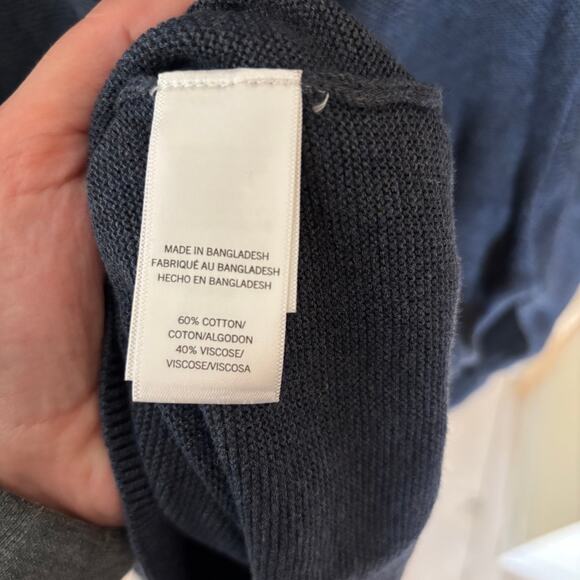 MADE IN BANGLADESH
FABRIQUÉ AU BANGLADESH
HECHO EN BANGLADESH
60% COTTON/
COTON/ALGODON
40% VISCOSE/
VISCOSE/VISCOSA